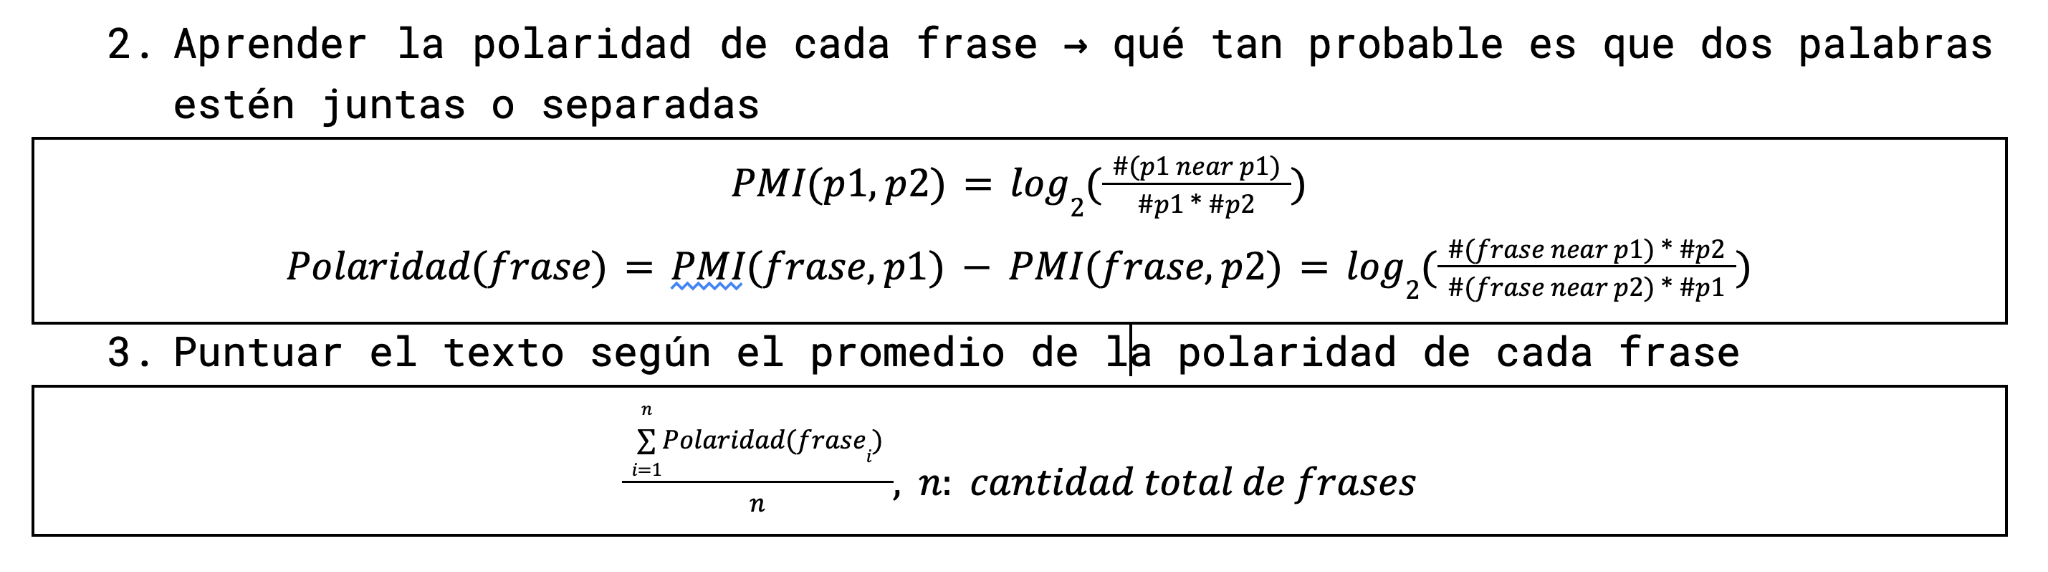 2. Aprender la polaridad de cada frase → qué tan probable es que dos palabras
estén juntas o separadas
PMI(p1, p2) = log_2(#(p1 near p1) / #p1 * #p2)
Polaridad(frase) = PMI(frase, p1) − PMI(frase, p2) = log_2(#(frase near p1) * #p2 / #(frase near p2) * #p1)
3. Puntuar el texto según el promedio de la polaridad de cada frase
∑_{i=1}^{n} Polaridad(frase_i) / n, n: cantidad total de frases